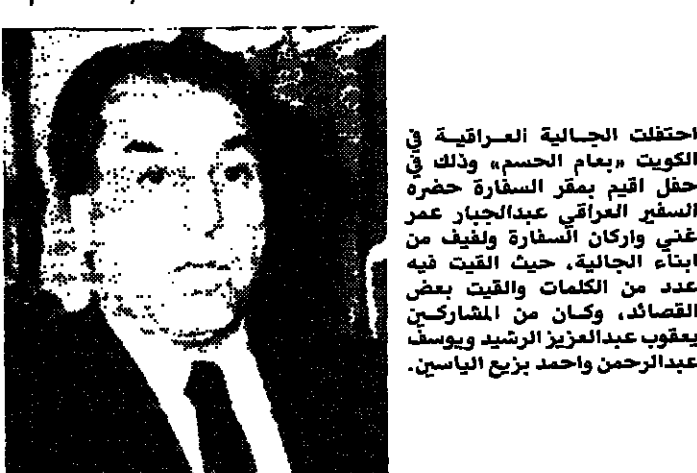 احتفلت الجالية العراقية في
الكويت «بعام الحسم» وذلك في
حفل اقيم بمقر السفارة حضره
السفير العراقي عبدالجبار عمر
غني واركان السفارة ولفيف من
ابناء الجالية، حيث القيت فيه
عدد من الكلمات والقيت بعض
القصائد، وكان من المشاركين
يعقوب عبدالعزيز الرشيد ويوسف
عبدالرحمن واحمد بزيع الياسين.